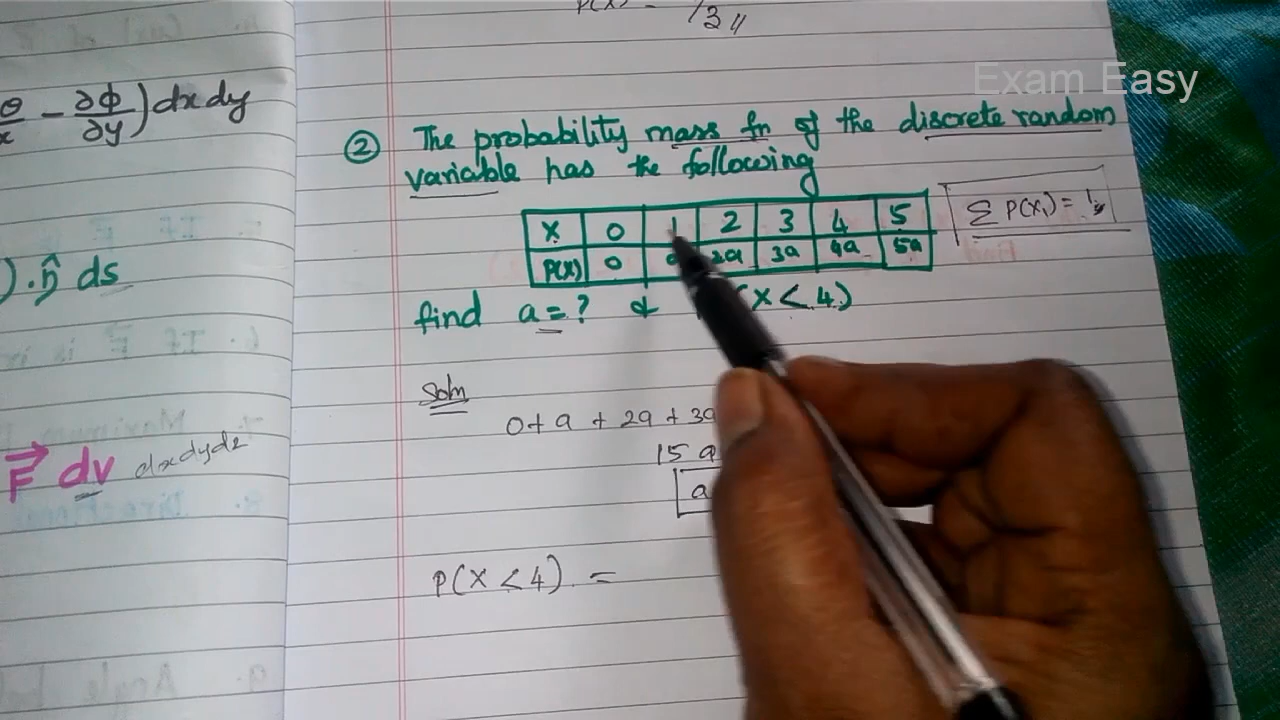 Exam Easy
/3 //
∂Φ/∂y) dx dy
② The probability mass fn of the discrete random
variable has the following
X 0 1 2 3 4 5
P(X) 0 2a 3a 4a 5a
Σ P(Xi) = 1
find a = ? & (X < 4)
). n̂ ds
Soln
0 + a + 2a + 3a
15 a
a
F⃗ dv dxdydz
P(X < 4) =